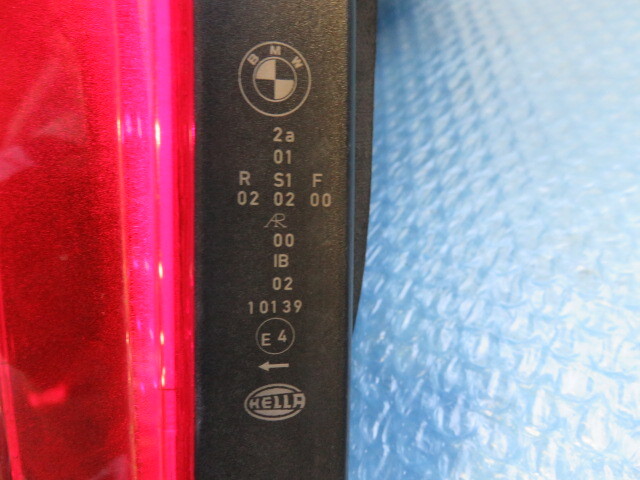 BMW
2a
01
R S1 F
02 02 00
AR
00
IB
02
10139
E4
HELLA